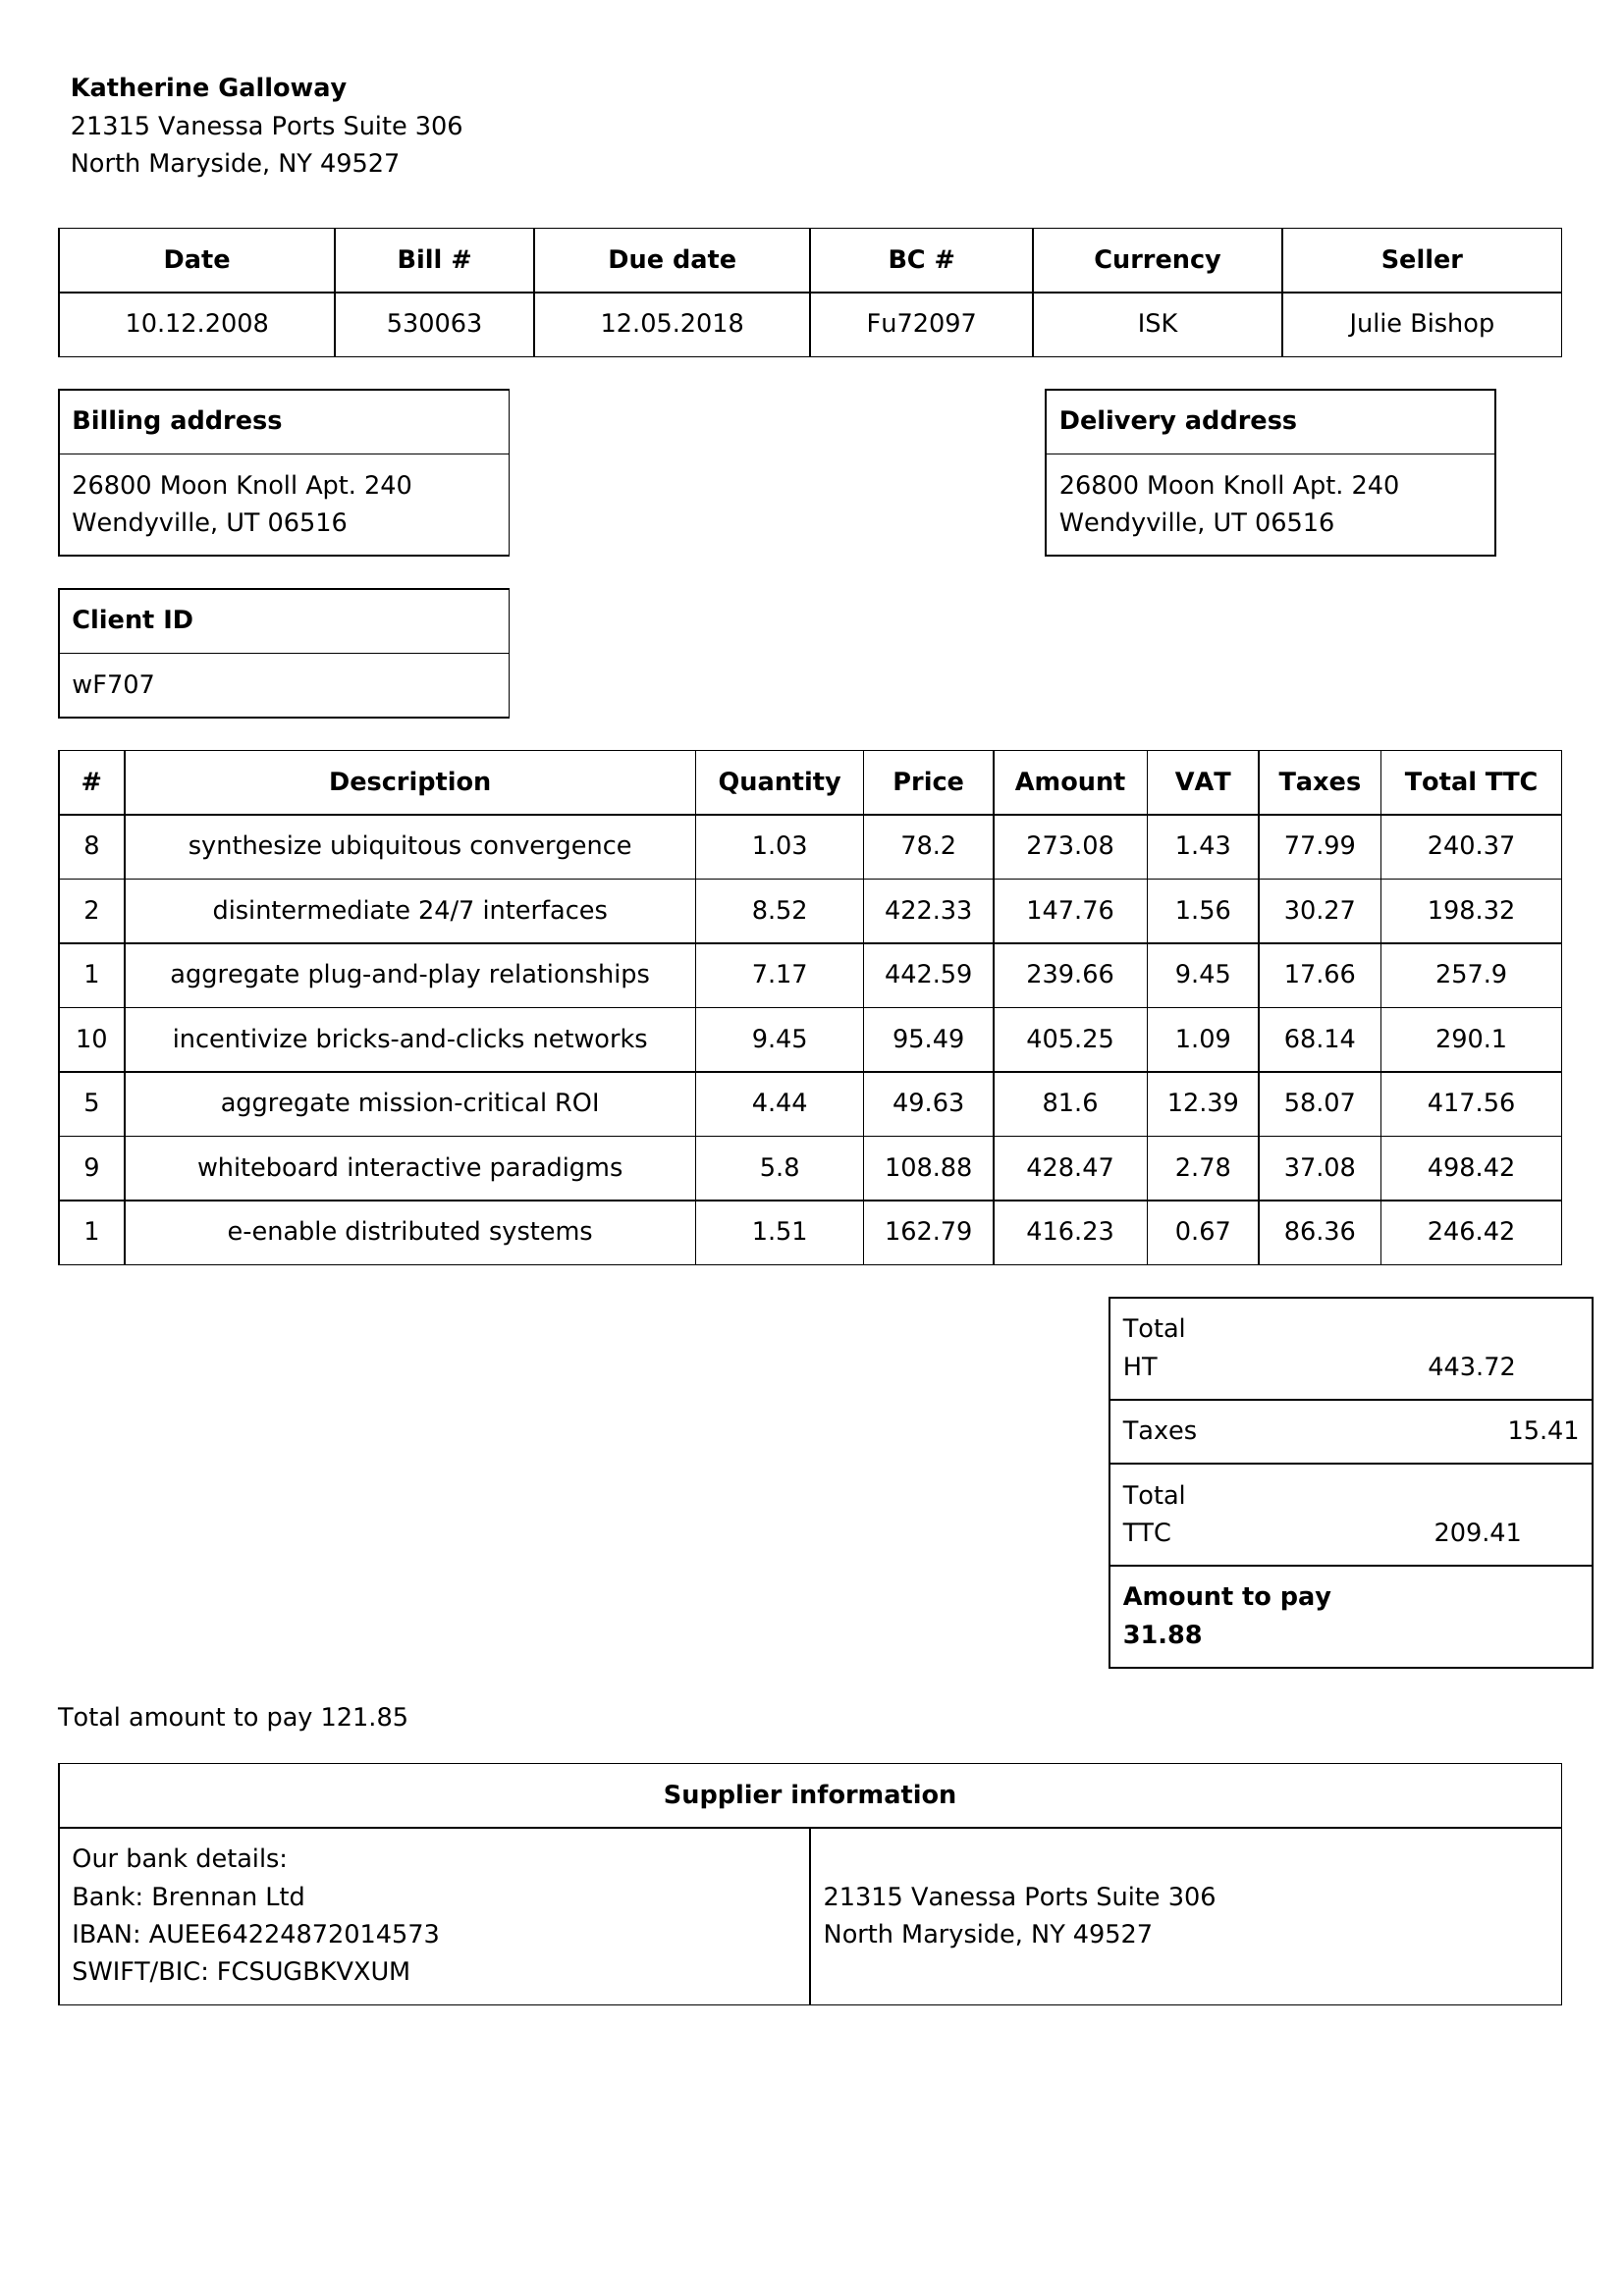 Katherine Galloway
21315 Vanessa Ports Suite 306
North Maryside, NY 49527
Date Bill # Due date BC # Currency Seller
10.12.2008 530063 12.05.2018 Fu72097 ISK Julie Bishop
Billing address
26800 Moon Knoll Apt. 240
Wendyville, UT 06516
Delivery address
26800 Moon Knoll Apt. 240
Wendyville, UT 06516
Client ID
wF707
# Description Quantity Price Amount VAT Taxes Total TTC
8 synthesize ubiquitous convergence 1.03 78.2 273.08 1.43 77.99 240.37
2 disintermediate 24/7 interfaces 8.52 422.33 147.76 1.56 30.27 198.32
1 aggregate plug-and-play relationships 7.17 442.59 239.66 9.45 17.66 257.9
10 incentivize bricks-and-clicks networks 9.45 95.49 405.25 1.09 68.14 290.1
5 aggregate mission-critical ROI 4.44 49.63 81.6 12.39 58.07 417.56
9 whiteboard interactive paradigms 5.8 108.88 428.47 2.78 37.08 498.42
1 e-enable distributed systems 1.51 162.79 416.23 0.67 86.36 246.42
Total
HT 443.72
Taxes 15.41
Total
TTC 209.41
Amount to pay
31.88
Total amount to pay 121.85
Supplier information
Our bank details:
Bank: Brennan Ltd
IBAN: AUEE64224872014573
SWIFT/BIC: FCSUGBKVXUM
21315 Vanessa Ports Suite 306
North Maryside, NY 49527